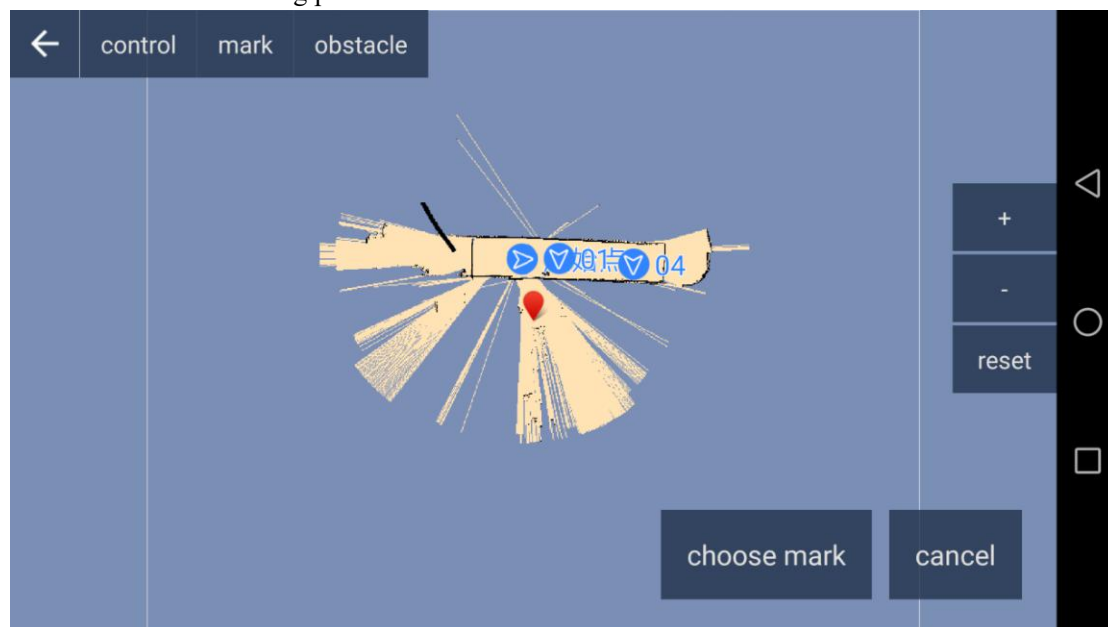 control mark obstacle
04
+
-
reset
choose mark cancel